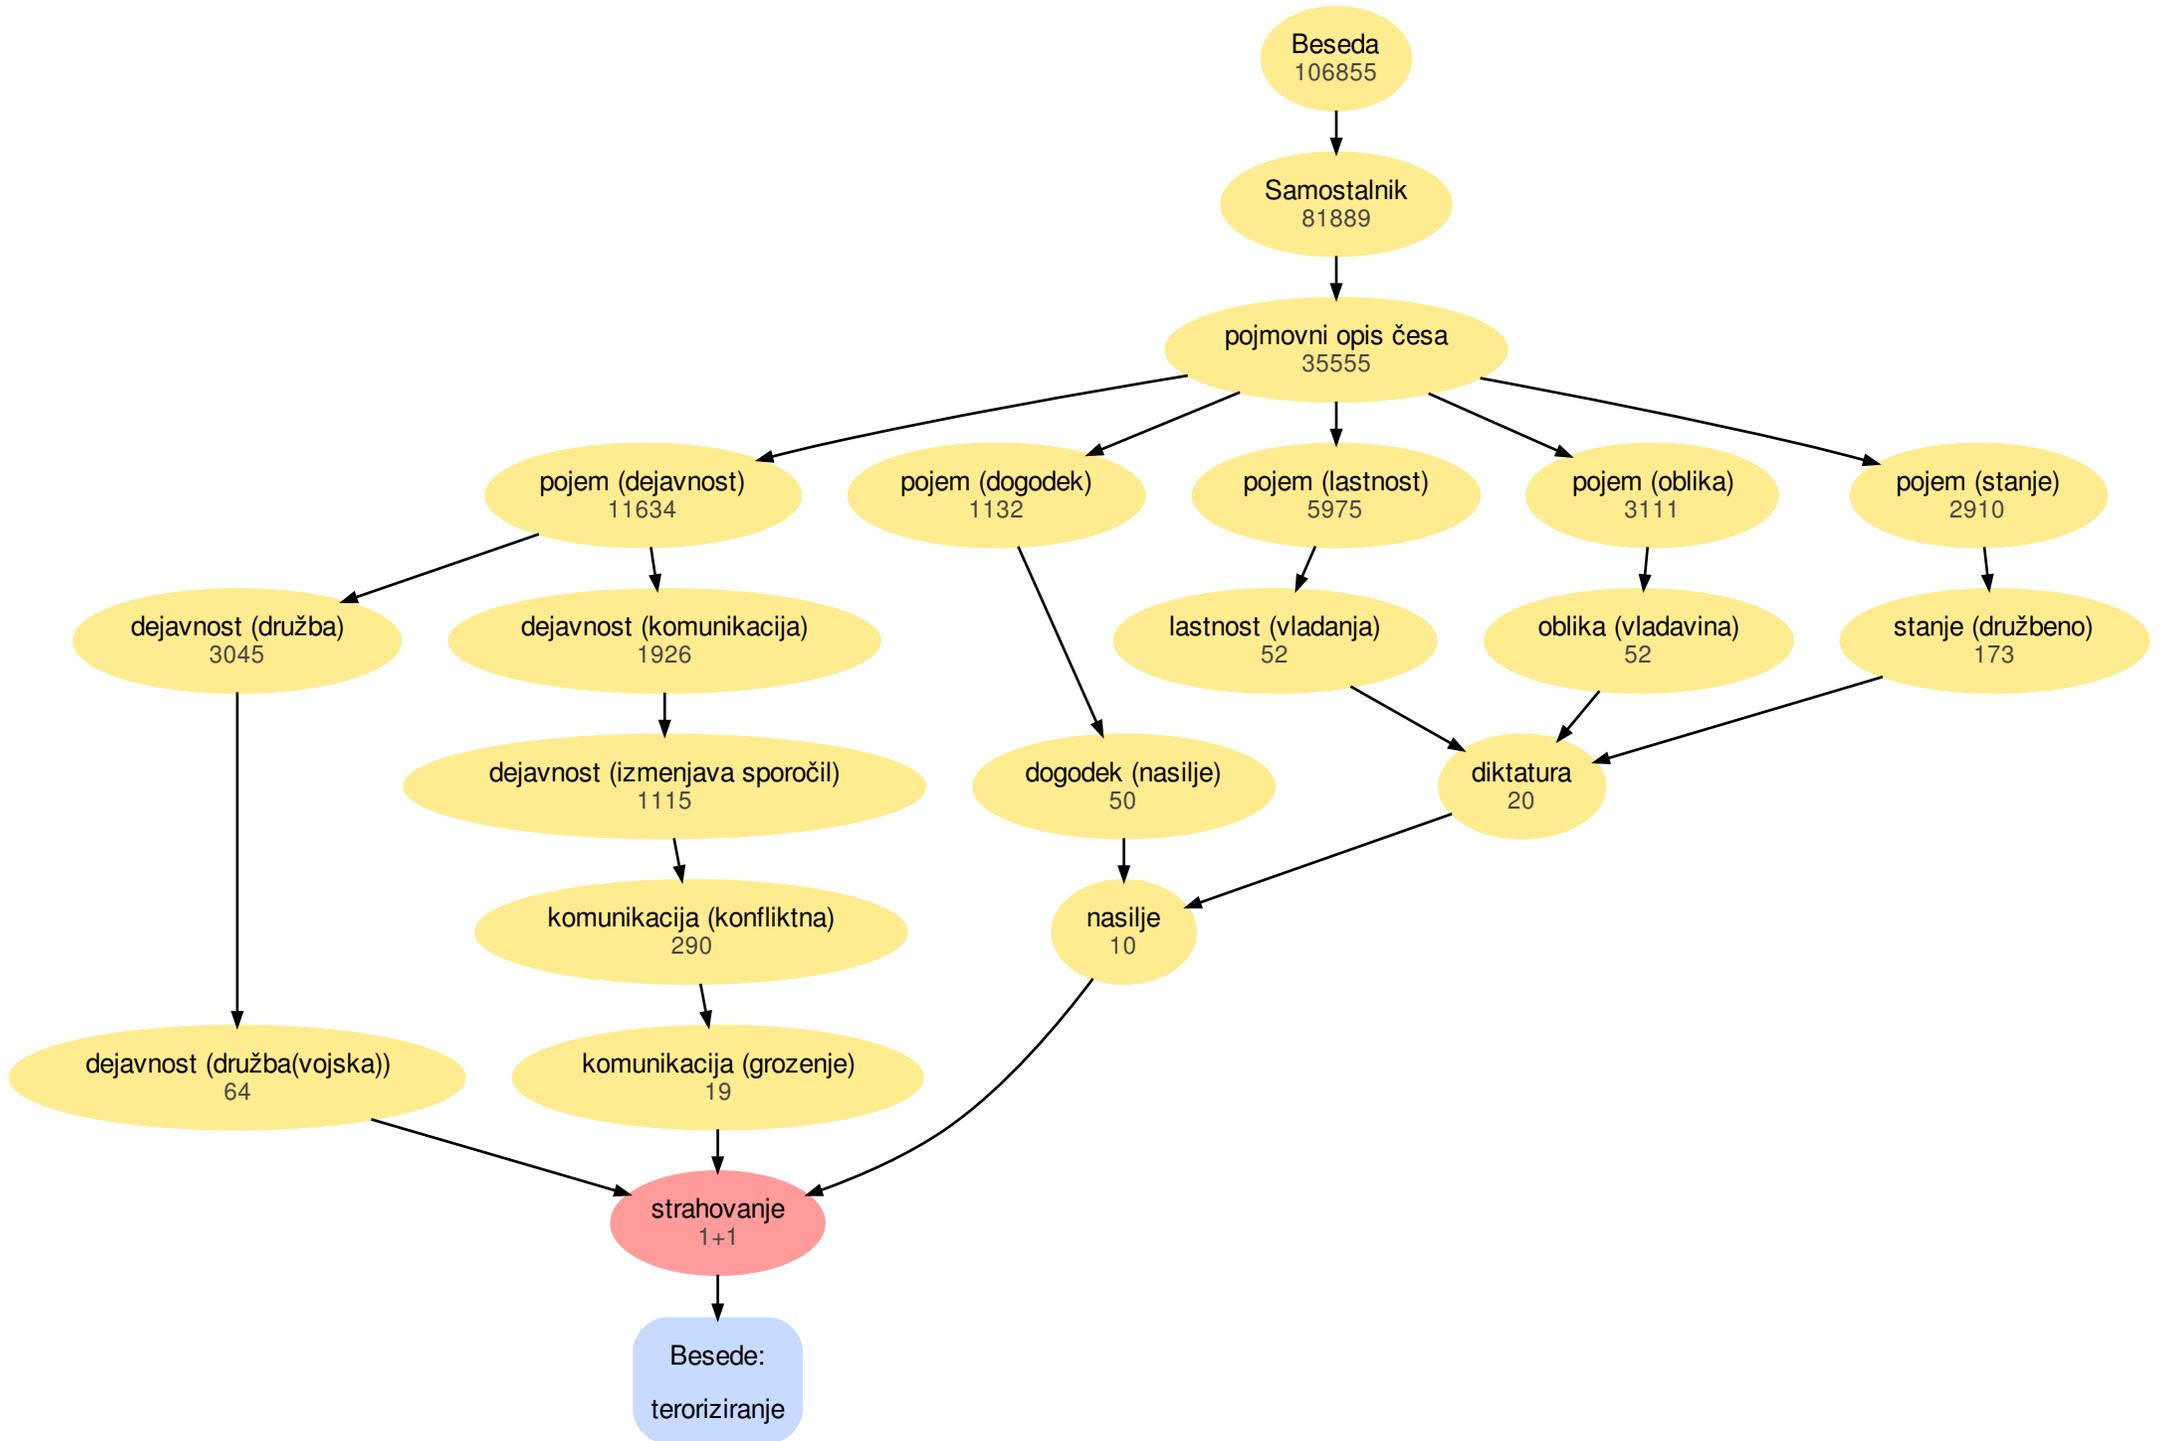 Beseda
106855
Samostalnik
81889
pojmovni opis česa
35555
pojem (dejavnost)
11634
pojem (dogodek)
1132
pojem (lastnost)
5975
pojem (oblika)
3111
pojem (stanje)
2910
dejavnost (družba)
3045
dejavnost (komunikacija)
1926
lastnost (vladanja)
52
oblika (vladavina)
52
stanje (družbeno)
173
dejavnost (izmenjava sporočil)
1115
dogodek (nasilje)
50
diktatura
20
komunikacija (konfliktna)
290
nasilje
10
dejavnost (družba(vojska))
64
komunikacija (grozenje)
19
strahovanje
1+1
Besede:
teroriziranje